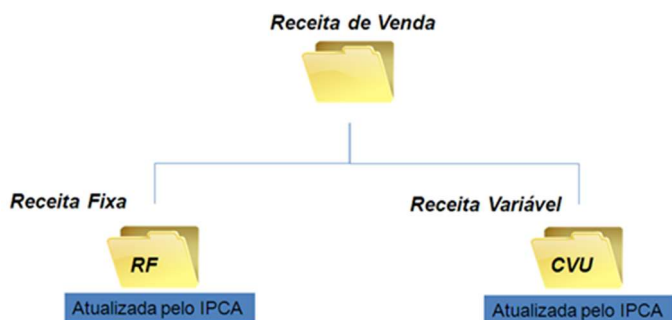 Receita de Venda
Receita Fixa
Receita Variável
RF
CVU
Atualizada pelo IPCA
Atualizada pelo IPCA